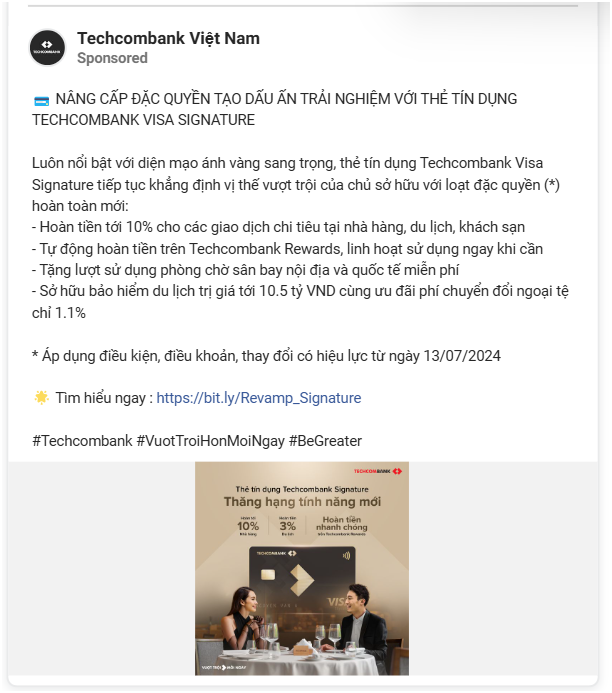 Techcombank Việt Nam
Sponsored
NÂNG CẤP ĐẶC QUYỀN TẠO DẤU ẤN TRẢI NGHIỆM VỚI THẺ TÍN DỤNG
TECHCOMBANK VISA SIGNATURE
Luôn nổi bật với diện mạo ánh vàng sang trọng, thẻ tín dụng Techcombank Visa
Signature tiếp tục khẳng định vị thế vượt trội của chủ sở hữu với loạt đặc quyền (*)
hoàn toàn mới:
- Hoàn tiền tới 10% cho các giao dịch chi tiêu tại nhà hàng, du lịch, khách sạn
- Tự động hoàn tiền trên Techcombank Rewards, linh hoạt sử dụng ngay khi cần
- Tặng lượt sử dụng phòng chờ sân bay nội địa và quốc tế miễn phí
- Sở hữu bảo hiểm du lịch trị giá tới 10.5 tỷ VND cùng ưu đãi phí chuyển đổi ngoại tệ
chỉ 1.1%
* Áp dụng điều kiện, điều khoản, thay đổi có hiệu lực từ ngày 13/07/2024
Tìm hiểu ngay : https://bit.ly/Revamp_Signature
#Techcombank #VuotTroiHonMoiNgay #BeGreater
TECHCOMBANK
Thẻ tín dụng Techcombank Signature
Thăng hạng tính năng mới
10%
3%
Hoàn tiền
nhanh chóng
TECHCOMBANK
VISA
VƯỢT TRỘI MỖI NGÀY